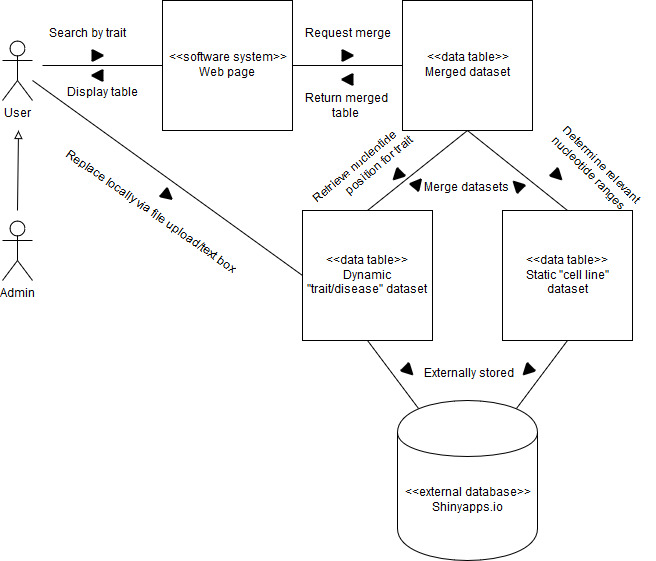 Search by trait
Display table
<<software system>>
Web page
Request merge
Return merged
table
<<data table>>
Merged dataset
User
Admin
Replace locally via file upload/text box
Retrieve nucleotide
position for trait
Merge datasets
Determine relevant
nucleotide ranges
<<data table>>
Dynamic
"trait/disease" dataset
<<data table>>
Static "cell line"
dataset
Externally stored
<<external database>>
Shinyapps.io